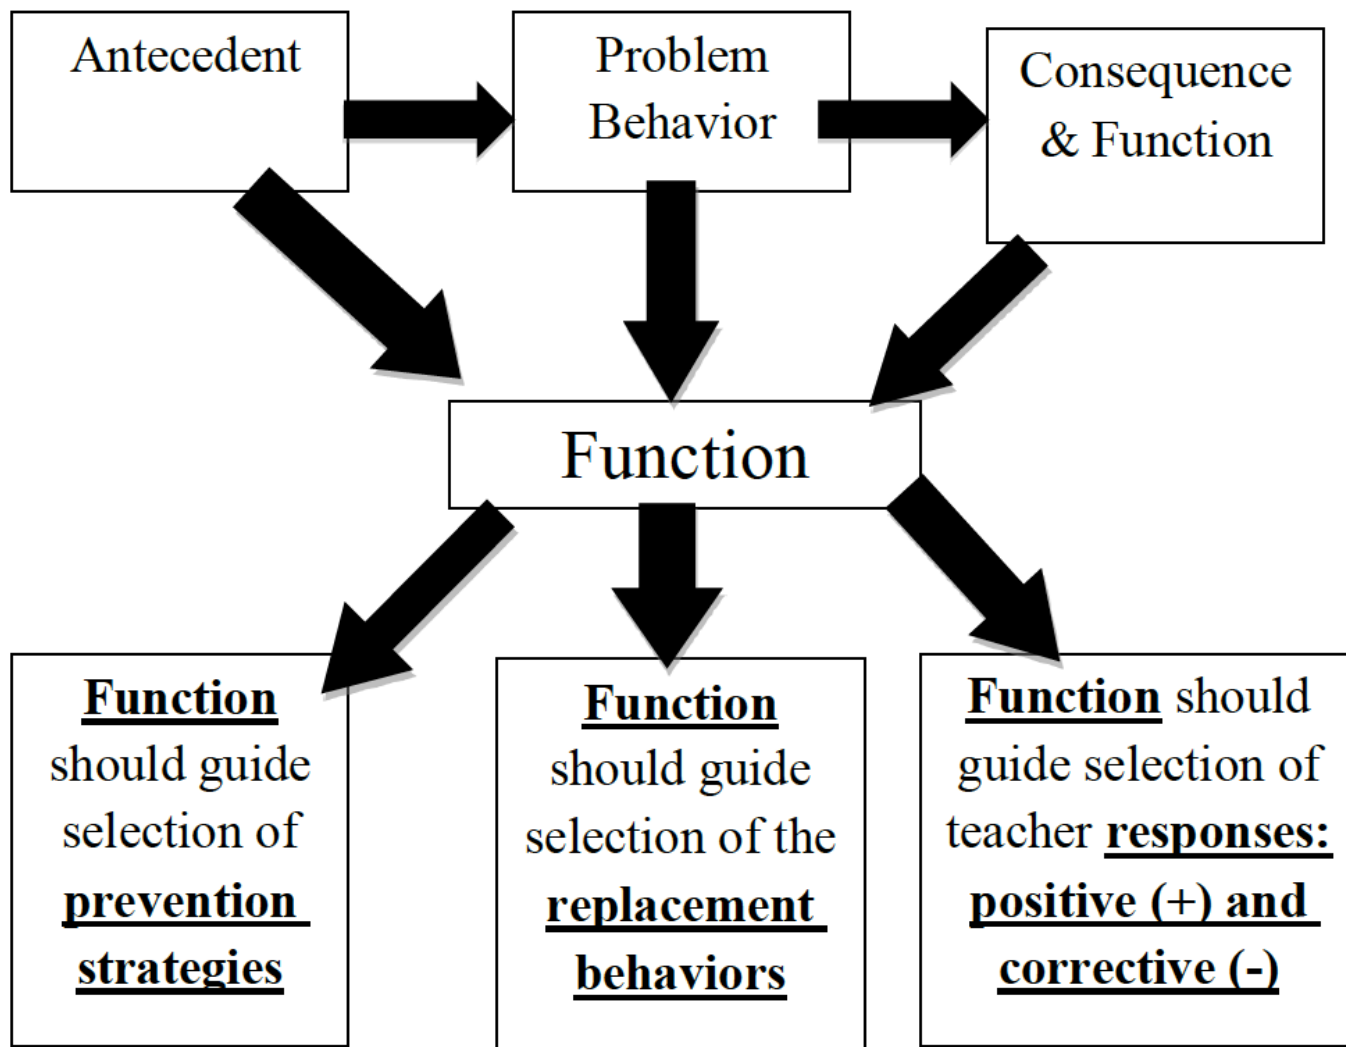 Antecedent
Problem
Behavior
Consequence
& Function
Function
Function
should guide
selection of
prevention
strategies
Function
should guide
selection of the
replacement
behaviors
Function should
guide selection of
teacher responses:
positive (+) and
corrective (-)